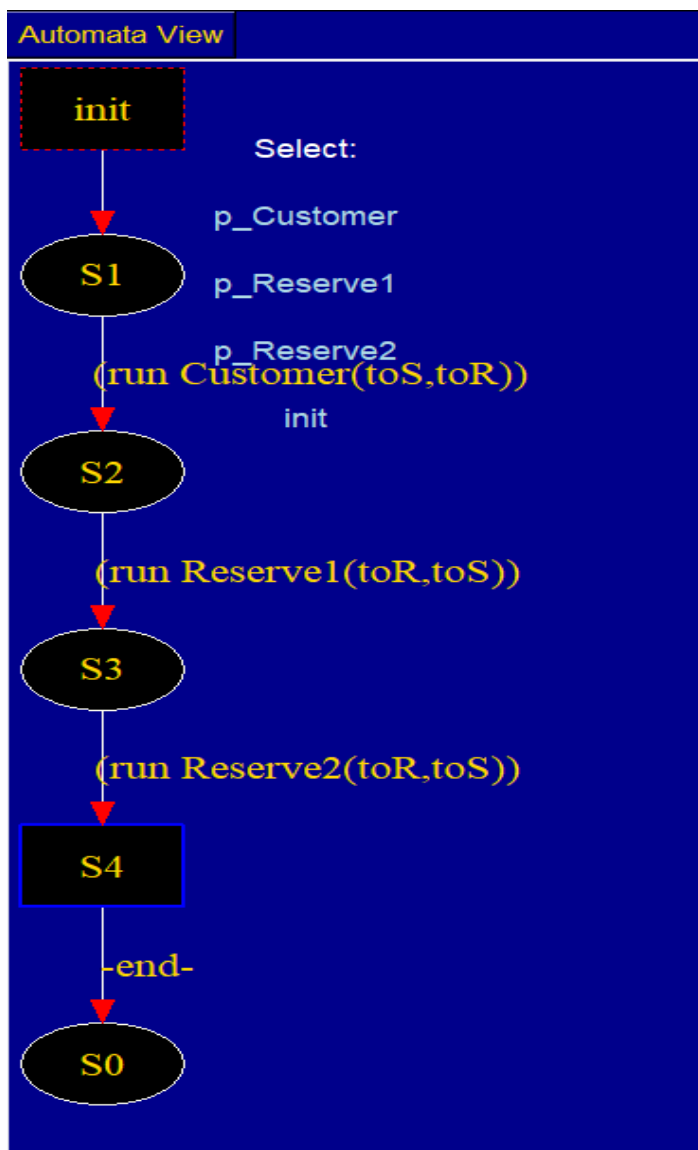 Automata View
init
Select:
p_Customer
S1
p_Reserve1
p_Reserve2
(run Customer(toS,toR))
init
S2
(run Reserve1(toR,toS))
S3
(run Reserve2(toR,toS))
S4
-end-
S0